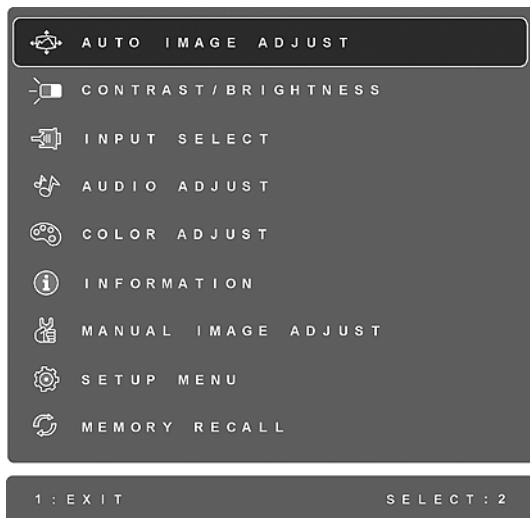 AUTO IMAGE ADJUST
CONTRAST/BRIGHTNESS
INPUT SELECT
AUDIO ADJUST
COLOR ADJUST
INFORMATION
MANUAL IMAGE ADJUST
SETUP MENU
MEMORY RECALL
1:EXIT SELECT:2